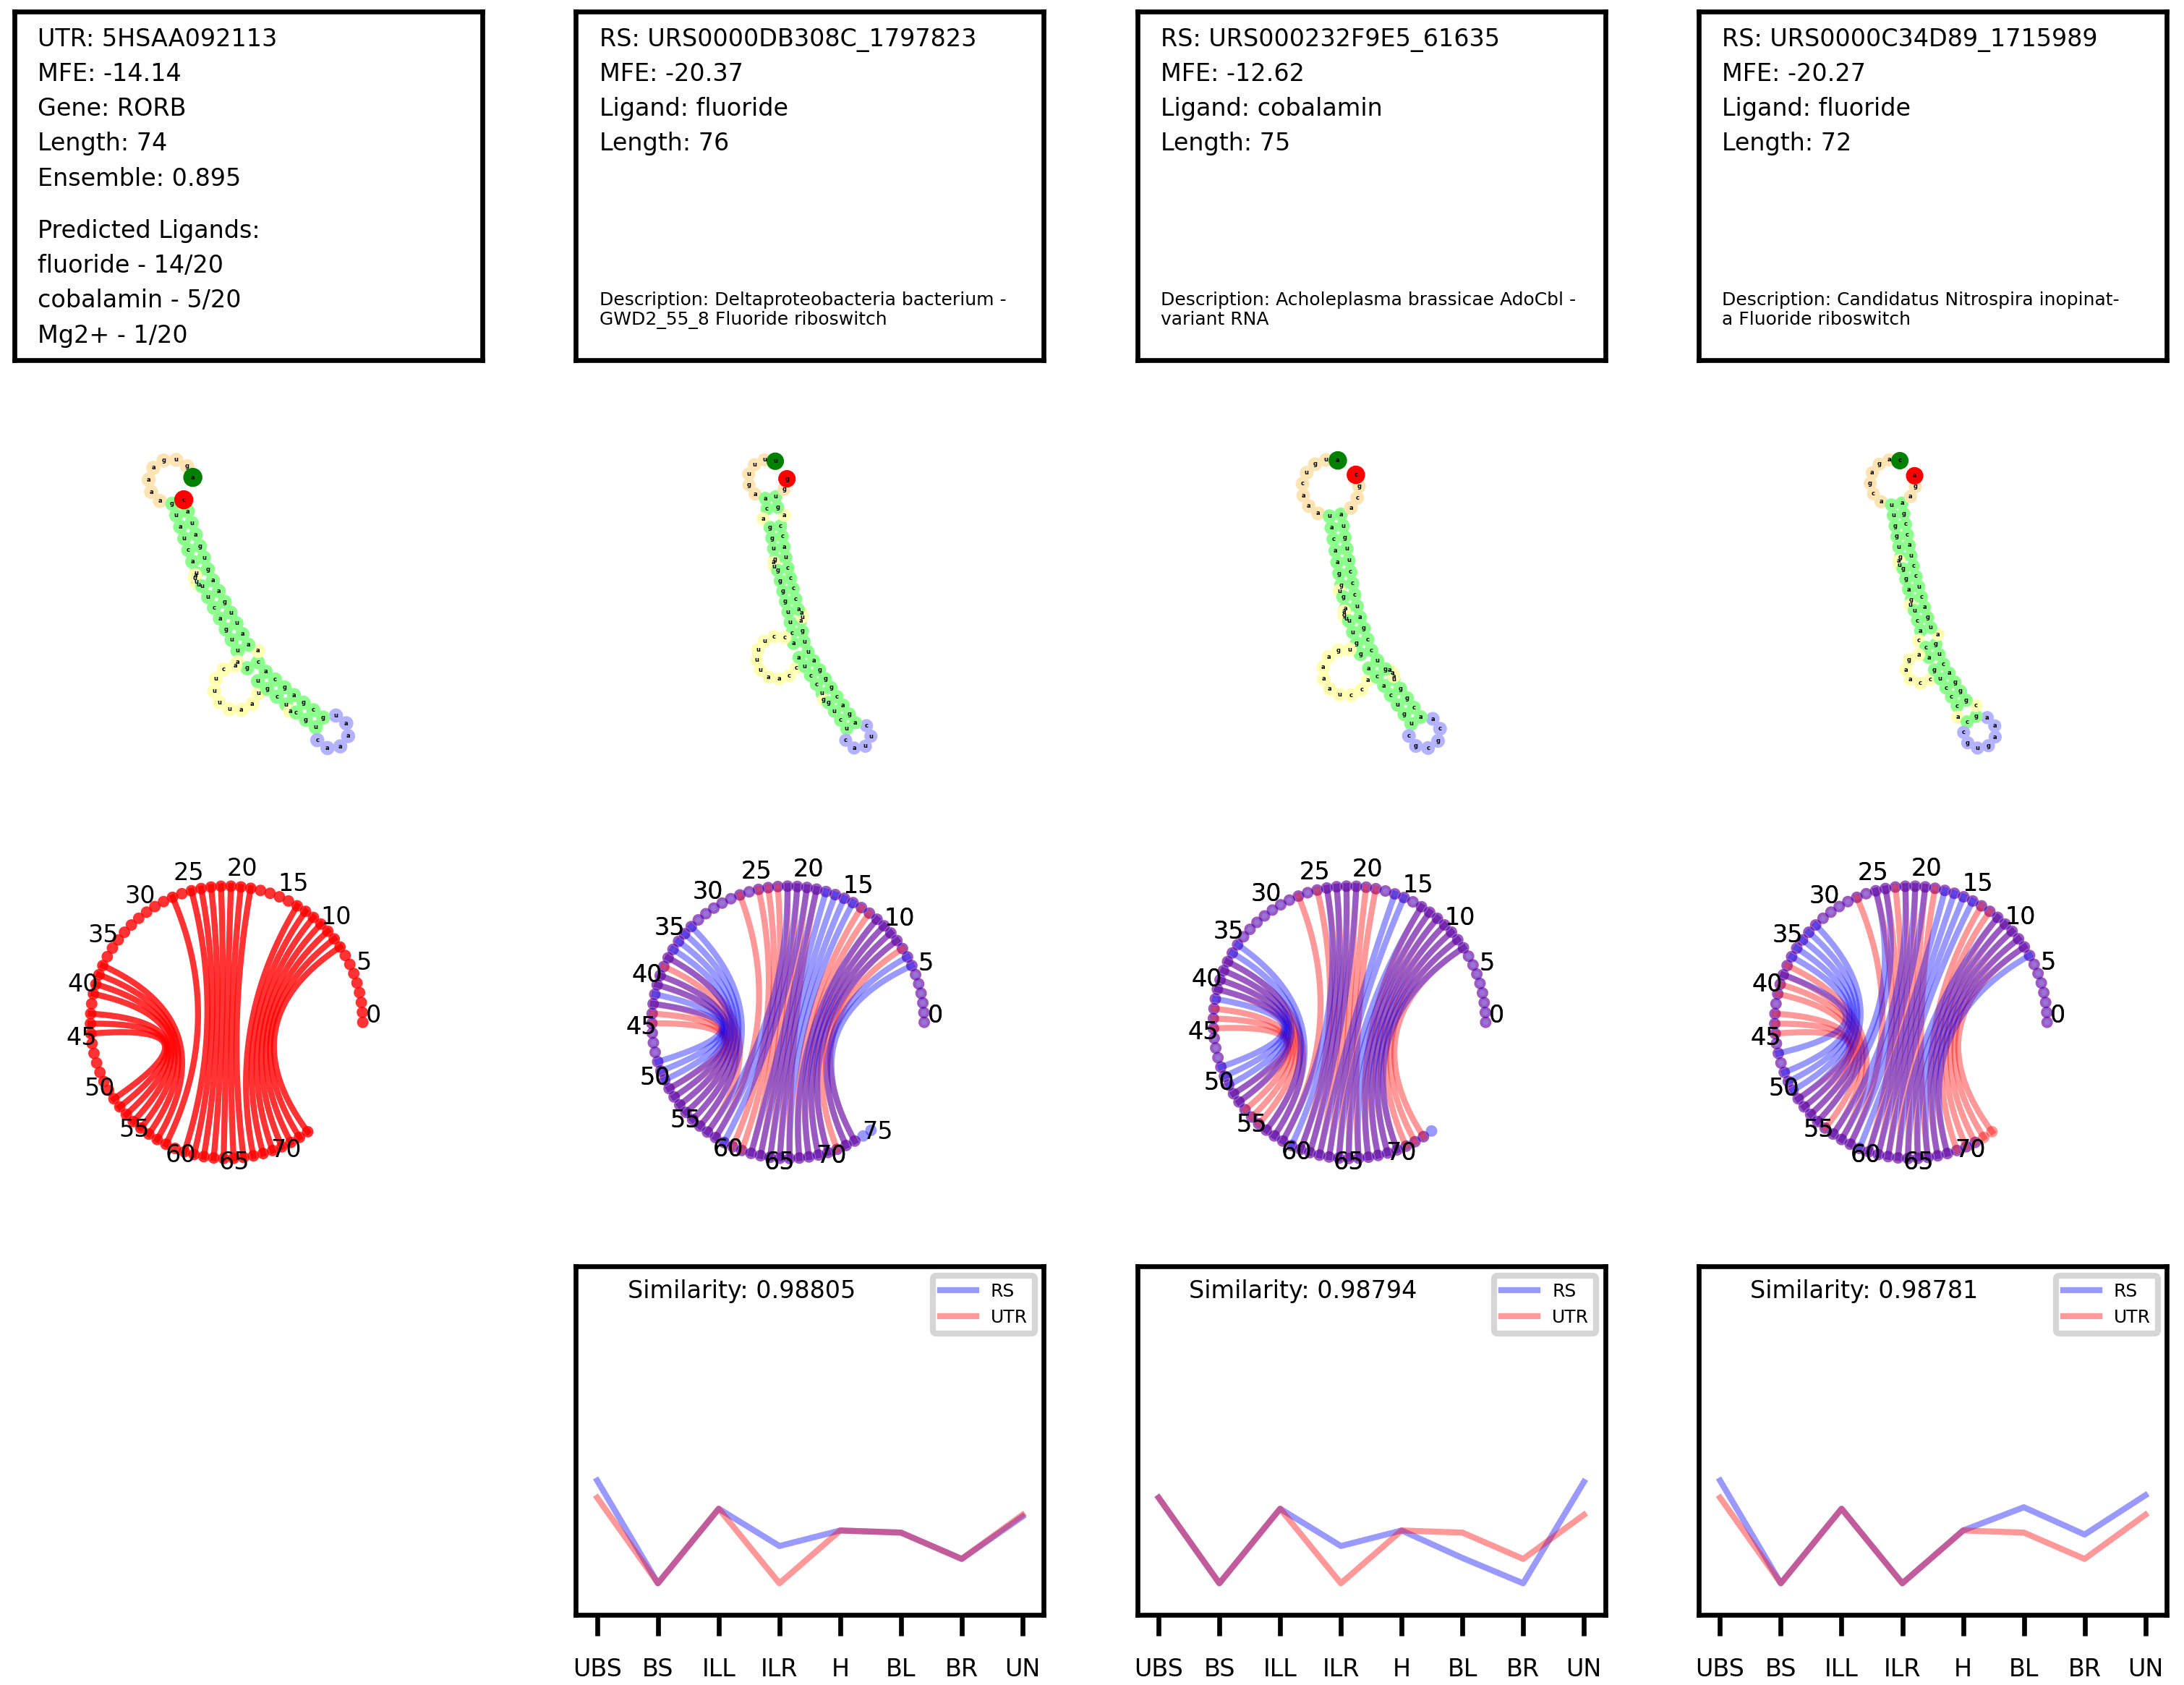 UTR: 5HSAA092113
MFE: -14.14
Gene: RORB
Length: 74
Ensemble: 0.895
Predicted Ligands:
fluoride - 14/20
cobalamin - 5/20
Mg2+ - 1/20
RS: URS0000DB308C_1797823
MFE: -20.37
Ligand: fluoride
Length: 76
Description: Deltaproteobacteria bacterium -
GWD2_55_8 Fluoride riboswitch
RS: URS000232F9E5_61635
MFE: -12.62
Ligand: cobalamin
Length: 75
Description: Acholeplasma brassicae AdoCbl -
variant RNA
RS: URS0000C34D89_1715989
MFE: -20.27
Ligand: fluoride
Length: 72
Description: Candidatus Nitrospira inopinat-
a Fluoride riboswitch
0 5 10 15 20 25 30 35 40 45 50 55 60 65 70
0 5 10 15 20 25 30 35 40 45 50 55 60 65 70 75
0 5 10 15 20 25 30 35 40 45 50 55 60 65 70
0 5 10 15 20 25 30 35 40 45 50 55 60 65 70
Similarity: 0.98805
RS
UTR
UBS BS ILL ILR H BL BR UN
Similarity: 0.98794
RS
UTR
UBS BS ILL ILR H BL BR UN
Similarity: 0.98781
RS
UTR
UBS BS ILL ILR H BL BR UN